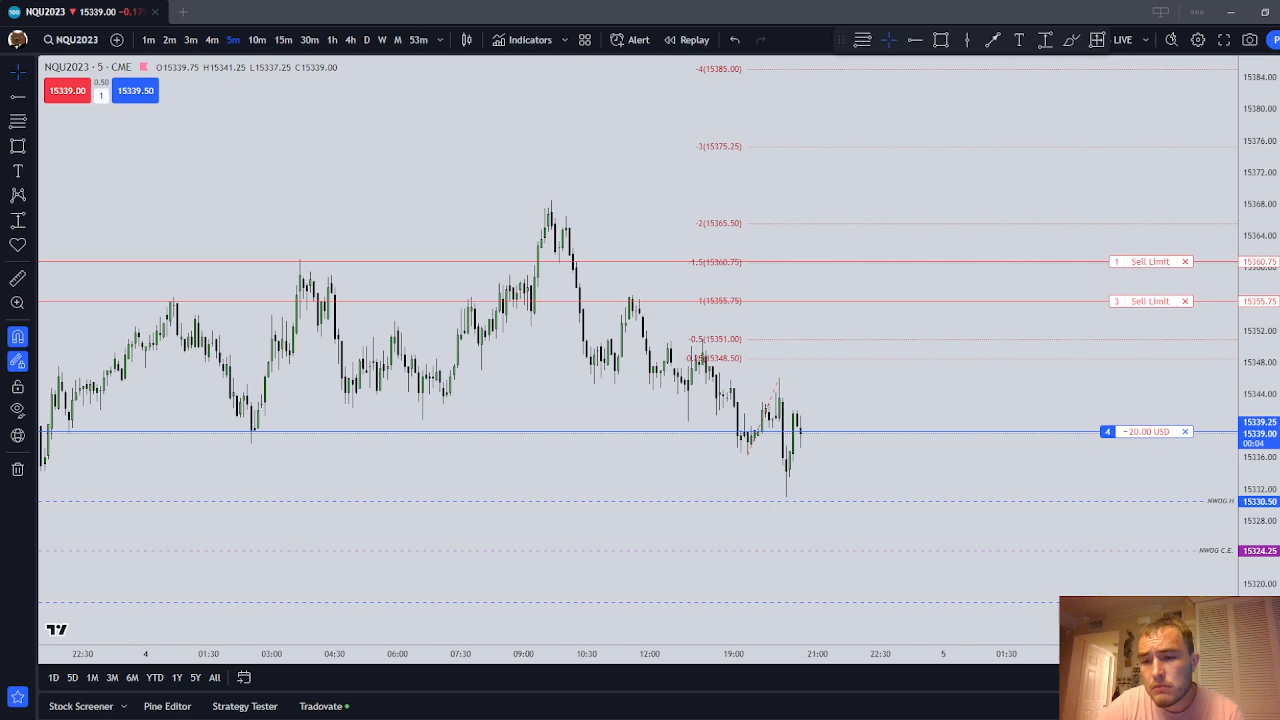 NQU2023 ▼ 15339.00 −0.17
NQU2023 1m 2m 3m 4m 5m 10m 15m 30m 1h 4h D W M 53m Indicators Alert Replay LIVE P
NQU2023 · 5 · CME O15339.75 H15341.25 L15337.25 C15339.00
15339.00 0.50 1 15339.50
-4(15385.00)
-3(15375.25)
-2(15365.50)
-1.5(15360.75) 1 Sell Limit × 15360.75
1(15355.75) 3 Sell Limit × 15355.75
-0.5(15351.00)
(15348.50)
4 −20.00 USD ×
NWOG H 15330.50
NWOG C.E. 15324.25
15384.00
15380.00
15376.00
15372.00
15368.00
15364.00
15360.00
15352.00
15348.00
15344.00
15339.25
15339.00
00:04
15336.00
15332.00
15328.00
15320.00
22:30 4 01:30 03:00 04:30 06:00 07:30 09:00 10:30 12:00 19:00 21:00 22:30 5 01:30
1D 5D 1M 3M 6M YTD 1Y 5Y All
Stock Screener Pine Editor Strategy Tester Tradovate